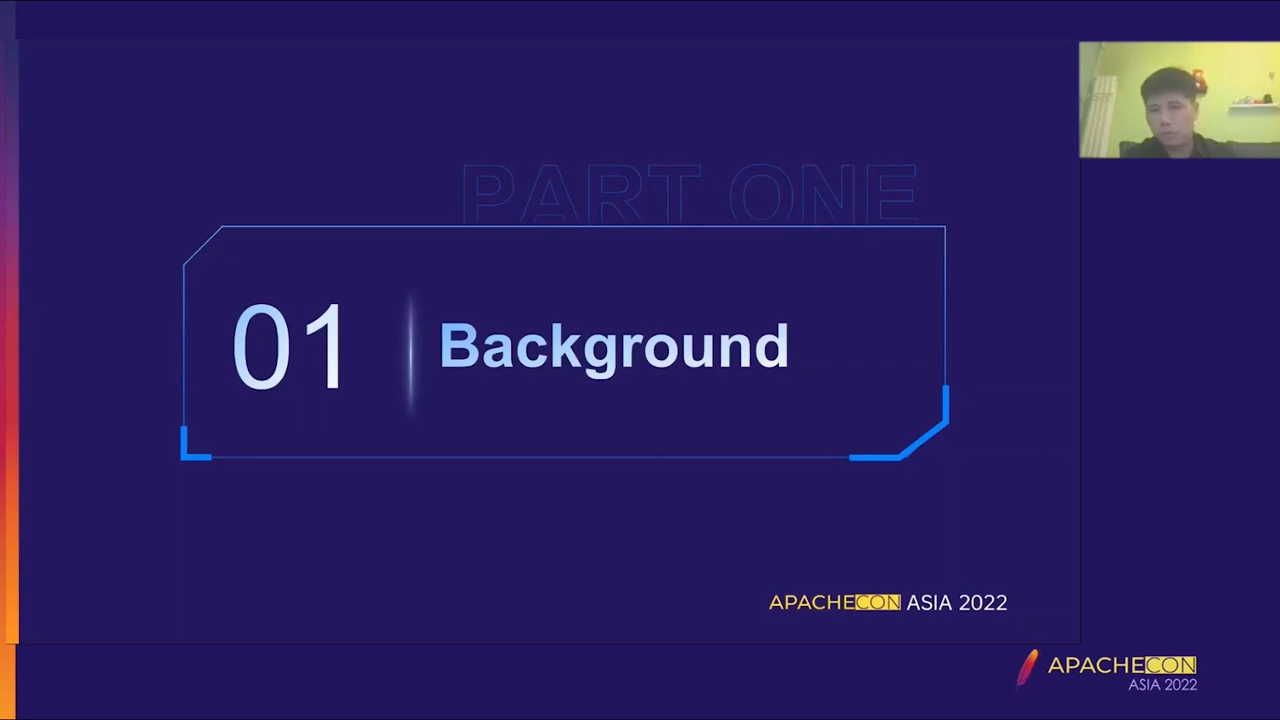 PART ONE
01
Background
APACHECON ASIA 2022
APACHECON
ASIA 2022